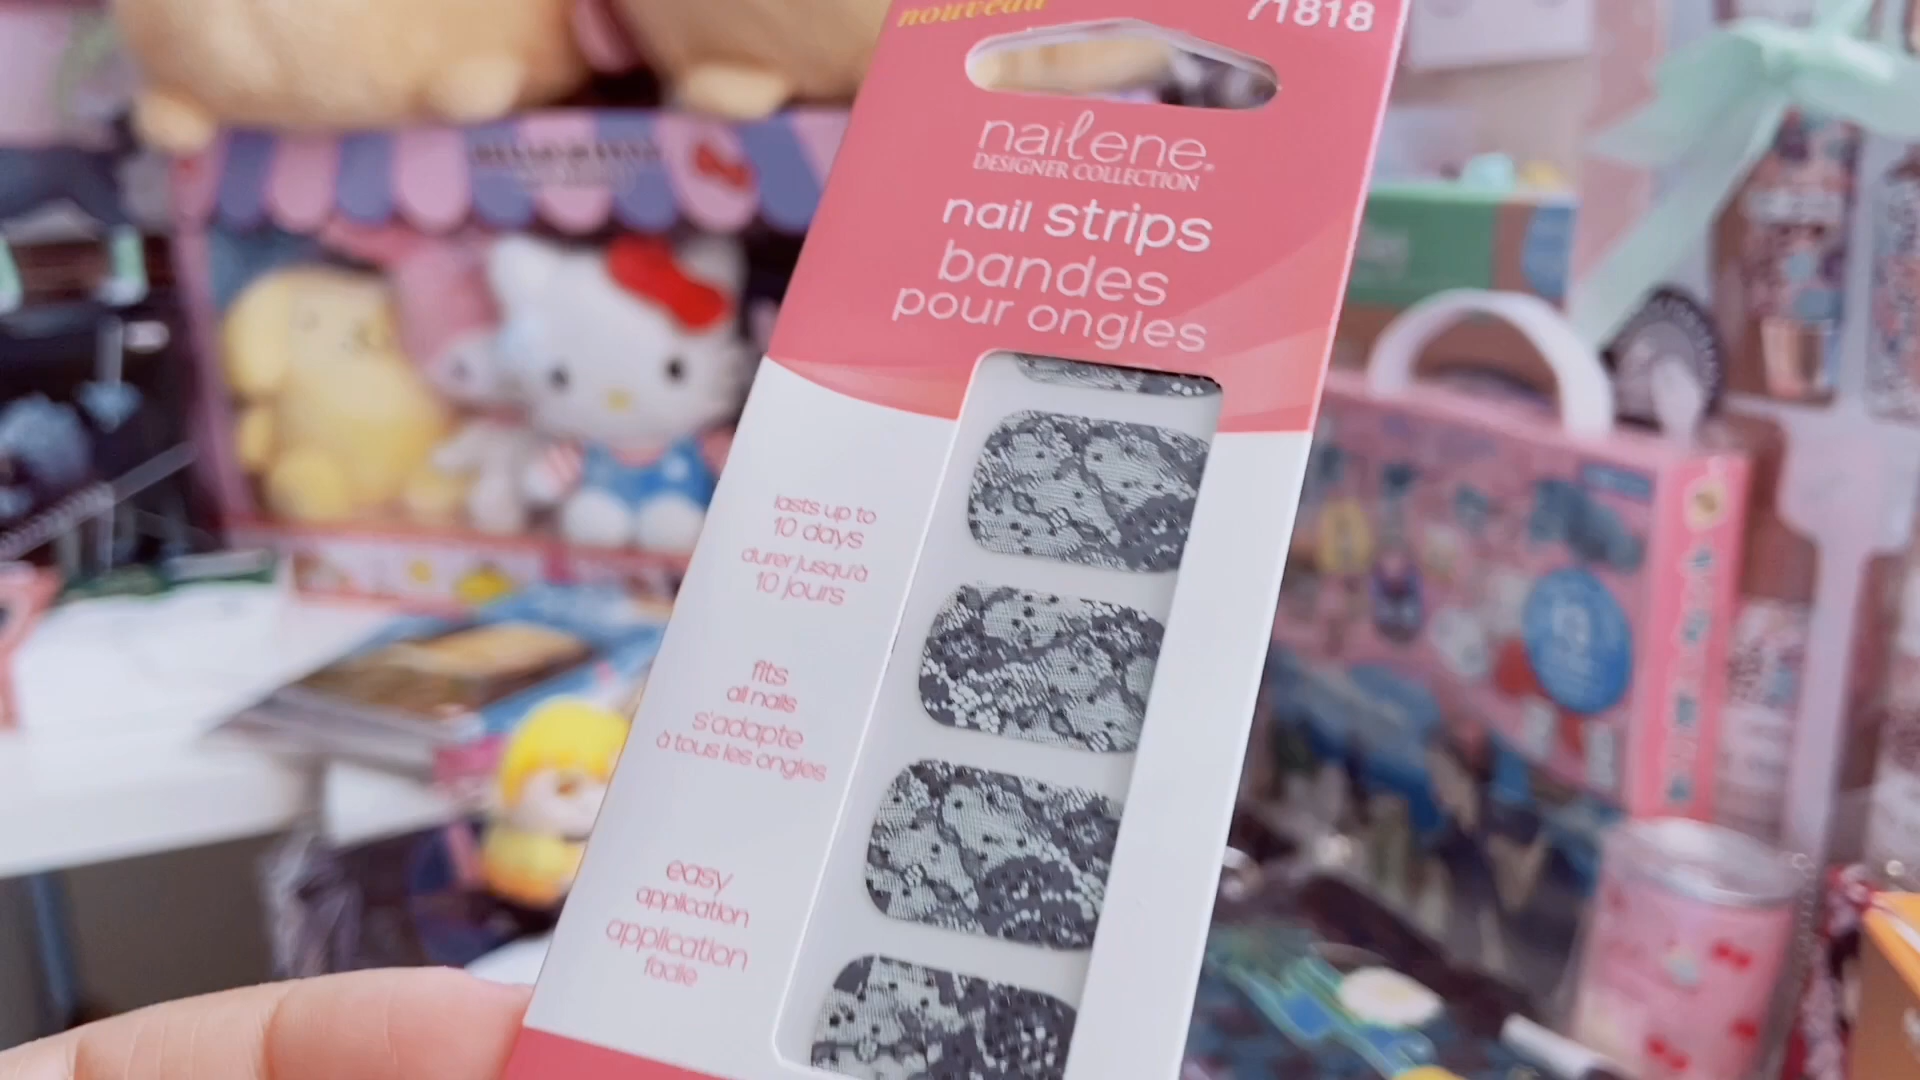 nouveau
71818
nailene
DESIGNER COLLECTION
nail strips
bandes
pour ongles
lasts up to
10 days
durer jusqu'à
10 jours
fits
all nails
s'adapte
à tous les ongles
easy
application
application
facile